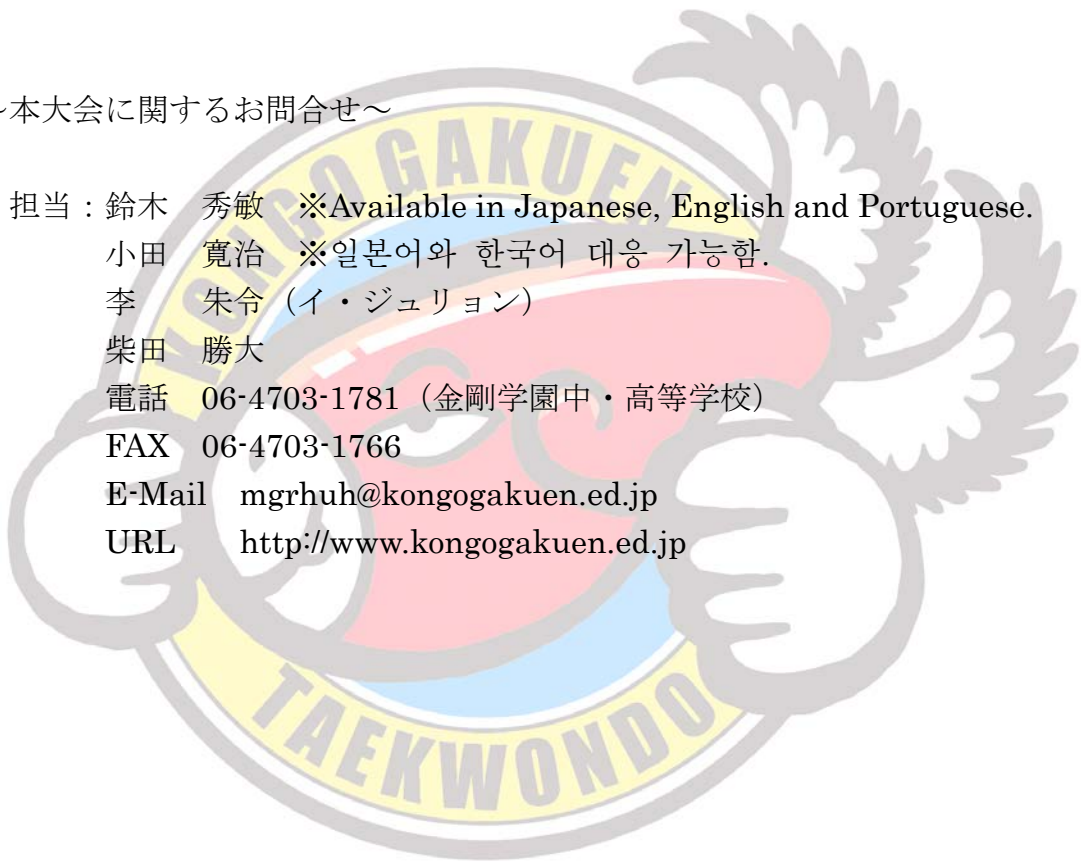 ~本大会に関するお問合せ~
担当:鈴木 秀敏 ※Available in Japanese, English and Portuguese.
小田 寛治 ※일본어와 한국어 대응 가능함.
李 朱令(イ・ジュリョン)
柴田 勝大
電話 06-4703-1781(金剛学園中・高等学校)
FAX 06-4703-1766
E-Mail mgrhuh@kongogakuen.ed.jp
URL http://www.kongogakuen.ed.jp
KONGO GAKUEN
TAEKWONDO